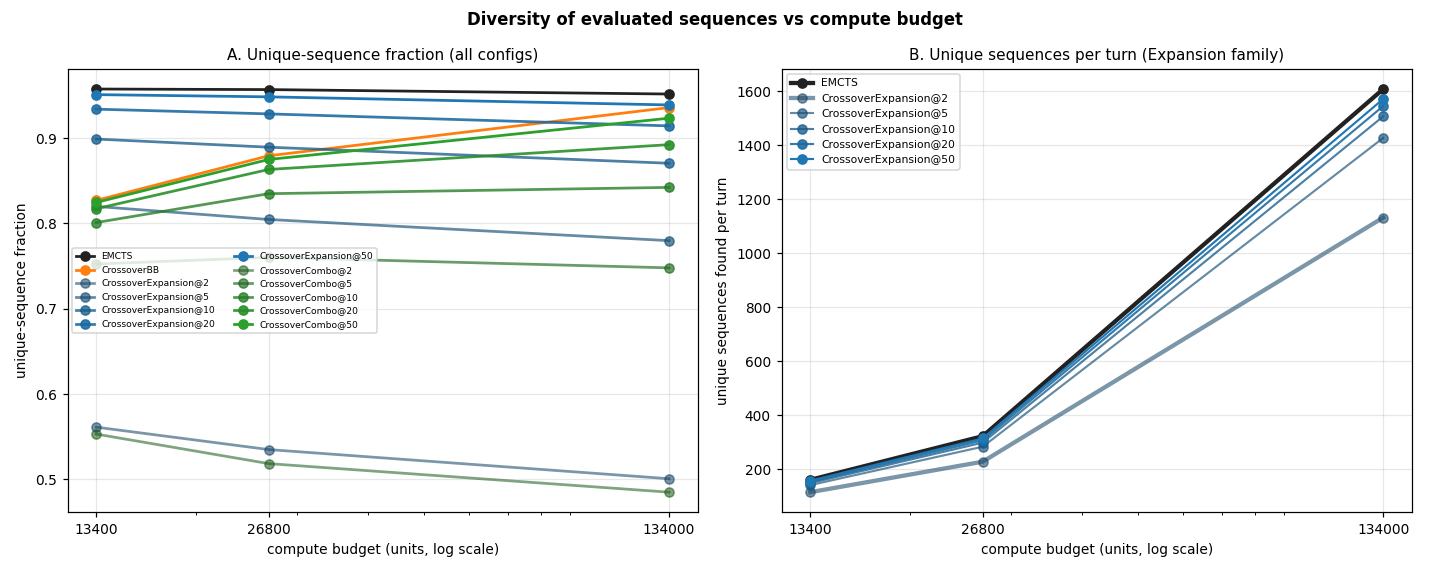 Diversity of evaluated sequences vs compute budget
A. Unique-sequence fraction (all configs)
unique-sequence fraction
0.9
0.8
0.7
0.6
0.5
EMCTS
CrossoverBB
CrossoverExpansion@2
CrossoverExpansion@5
CrossoverExpansion@10
CrossoverExpansion@20
CrossoverExpansion@50
CrossoverCombo@2
CrossoverCombo@5
CrossoverCombo@10
CrossoverCombo@20
CrossoverCombo@50
13400
26800
134000
compute budget (units, log scale)
B. Unique sequences per turn (Expansion family)
unique sequences found per turn
1600
1400
1200
1000
800
600
400
200
EMCTS
CrossoverExpansion@2
CrossoverExpansion@5
CrossoverExpansion@10
CrossoverExpansion@20
CrossoverExpansion@50
13400
26800
134000
compute budget (units, log scale)